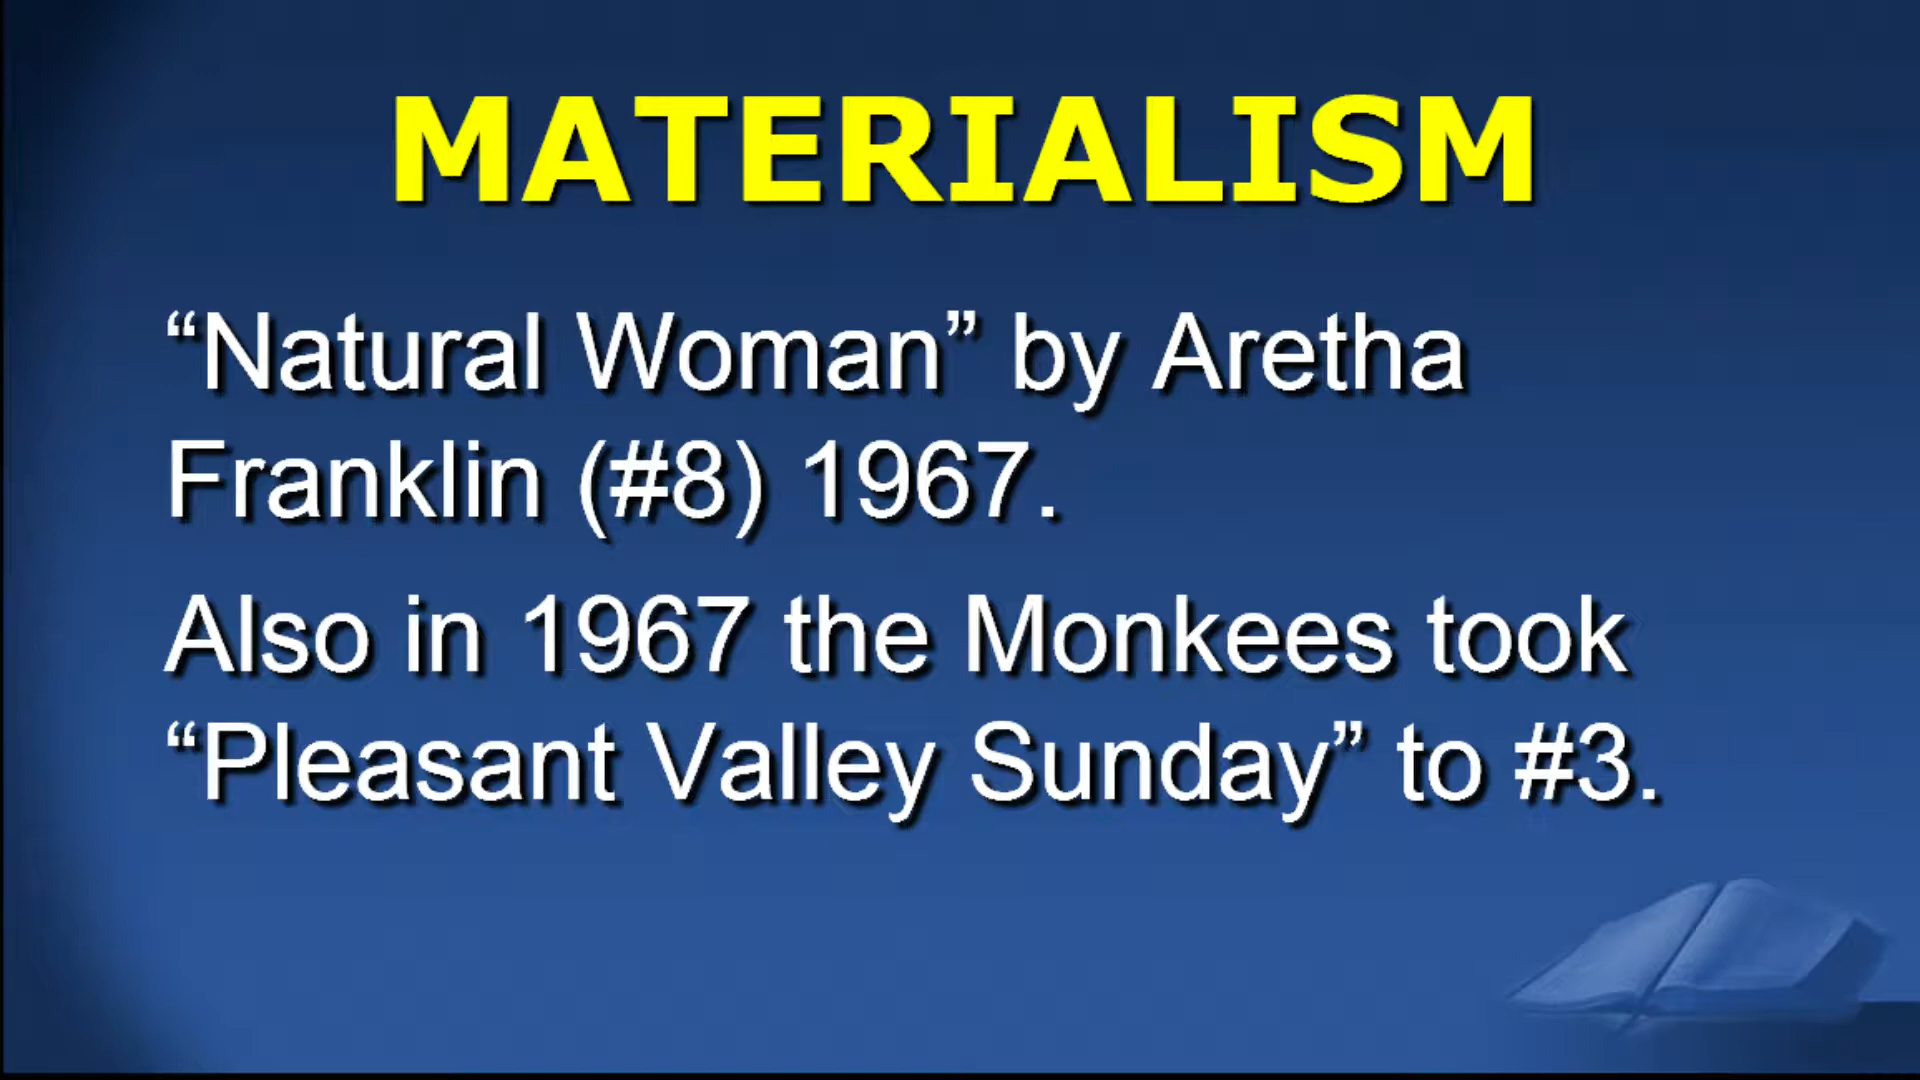 MATERIALISM
“Natural Woman” by Aretha
Franklin (#8) 1967.
Also in 1967 the Monkees took
“Pleasant Valley Sunday” to #3.